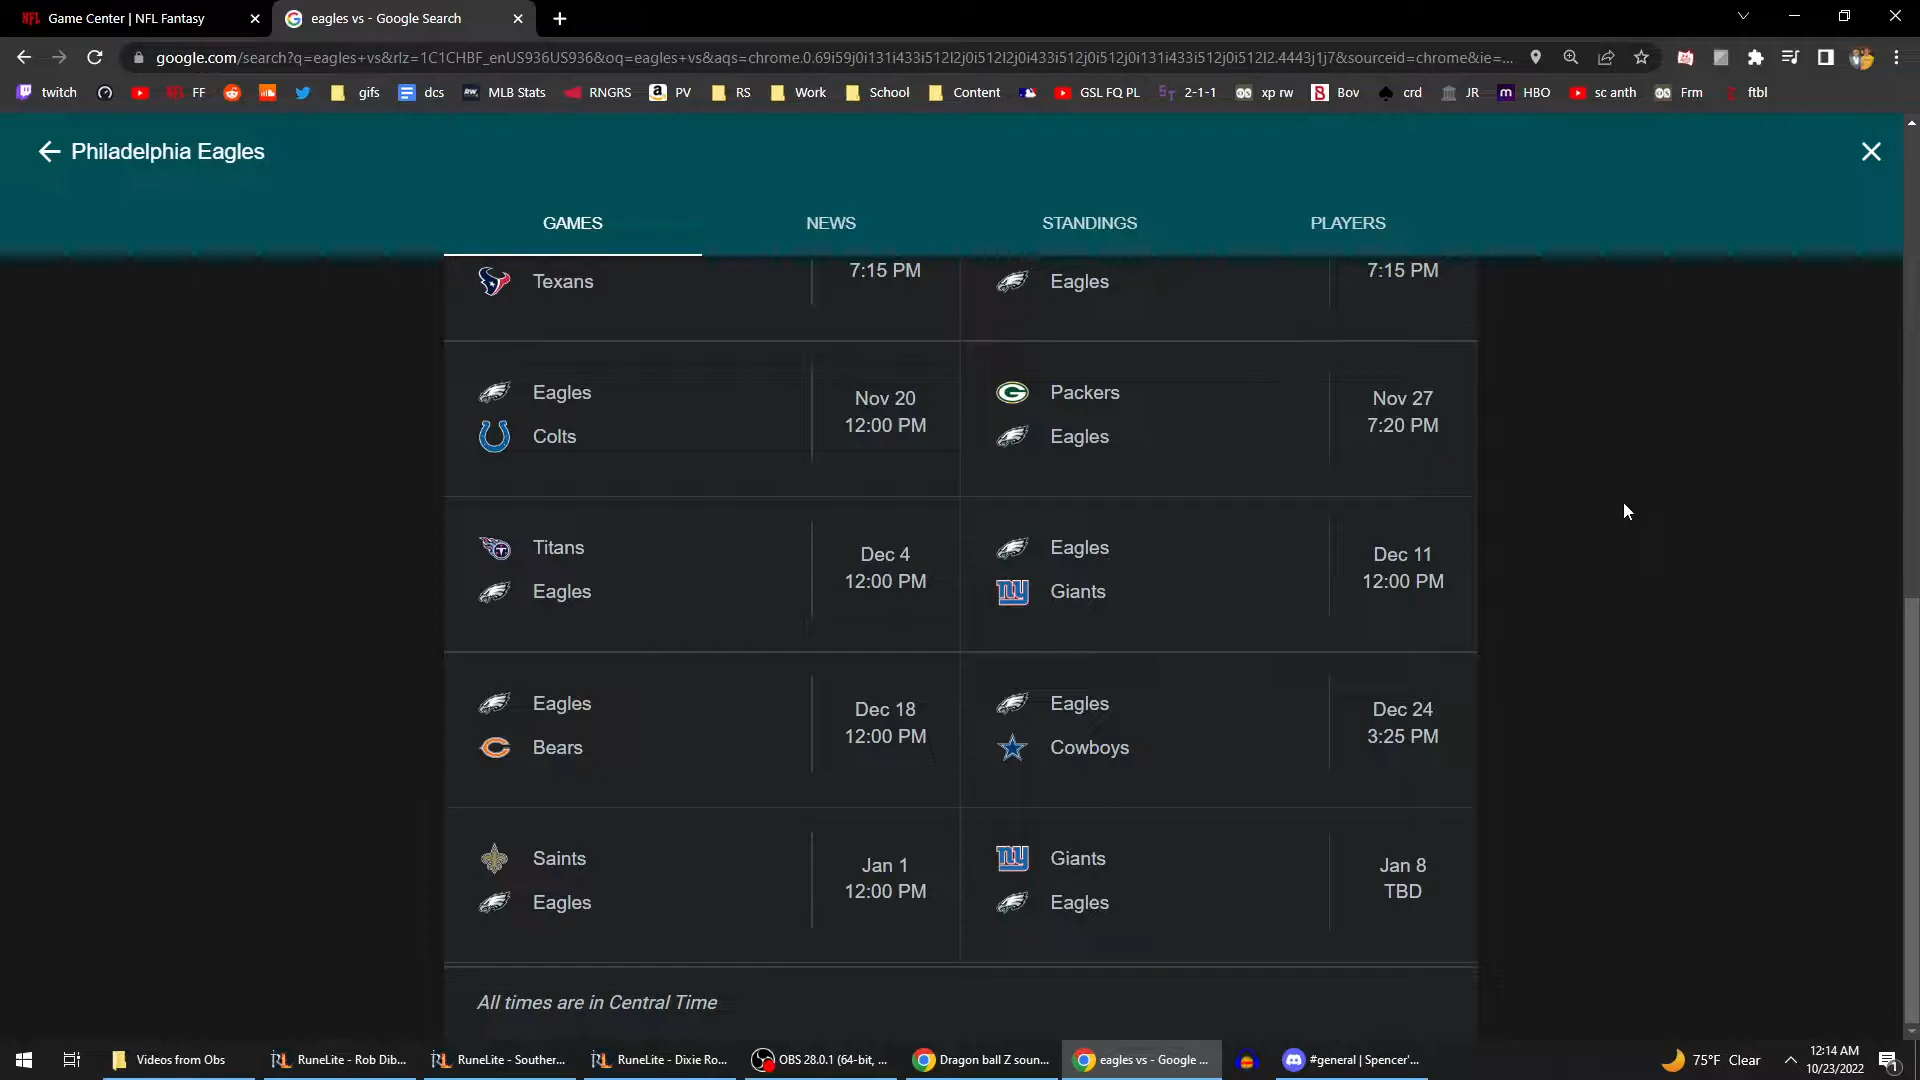 Game Center | NFL Fantasy
eagles vs - Google Search
google.com/search?q=eagles+vs&rlz=1C1CHBF_enUS936US936&oq=eagles+vs&aqs=chrome.0.69i59j0i131i433i512l2j0i512l2j0i433i512j0i512j0i131i433i512j0i512l2.4443j1j7&sourceid=chrome&ie=...
twitch
FF
gifs
dcs
MLB Stats
RNGRS
PV
RS
Work
School
Content
GSL FQ PL
2-1-1
xp rw
Bov
crd
JR
HBO
sc anth
Frm
ftbl
Philadelphia Eagles
GAMES NEWS STANDINGS PLAYERS
Texans
7:15 PM
Eagles
7:15 PM
Eagles
Colts
Nov 20
12:00 PM
Packers
Eagles
Nov 27
7:20 PM
Titans
Eagles
Dec 4
12:00 PM
Eagles
Giants
Dec 11
12:00 PM
Eagles
Bears
Dec 18
12:00 PM
Eagles
Cowboys
Dec 24
3:25 PM
Saints
Eagles
Jan 1
12:00 PM
Giants
Eagles
Jan 8
TBD
All times are in Central Time
Videos from Obs
RuneLite - Rob Dib...
RuneLite - Souther...
RuneLite - Dixie Ro...
OBS 28.0.1 (64-bit, ...
Dragon ball Z soun...
eagles vs - Google ...
#general | Spencer'...
75°F Clear
12:14 AM
10/23/2022
1